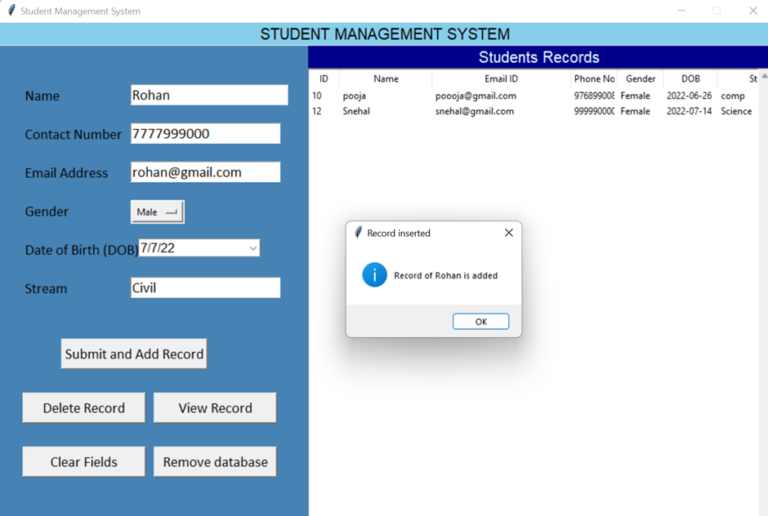 Student Management System
STUDENT MANAGEMENT SYSTEM
Students Records
ID Name Email ID Phone No Gender DOB St
10 pooja poooja@gmail.com 97689900 Female 2022-06-26 comp
12 Snehal snehal@gmail.com 99999000 Female 2022-07-14 Science
Name Rohan
Contact Number 7777999000
Email Address rohan@gmail.com
Gender Male
Date of Birth (DOB) 7/7/22
Stream Civil
Submit and Add Record
Delete Record View Record
Clear Fields Remove database
Record inserted
Record of Rohan is added
OK